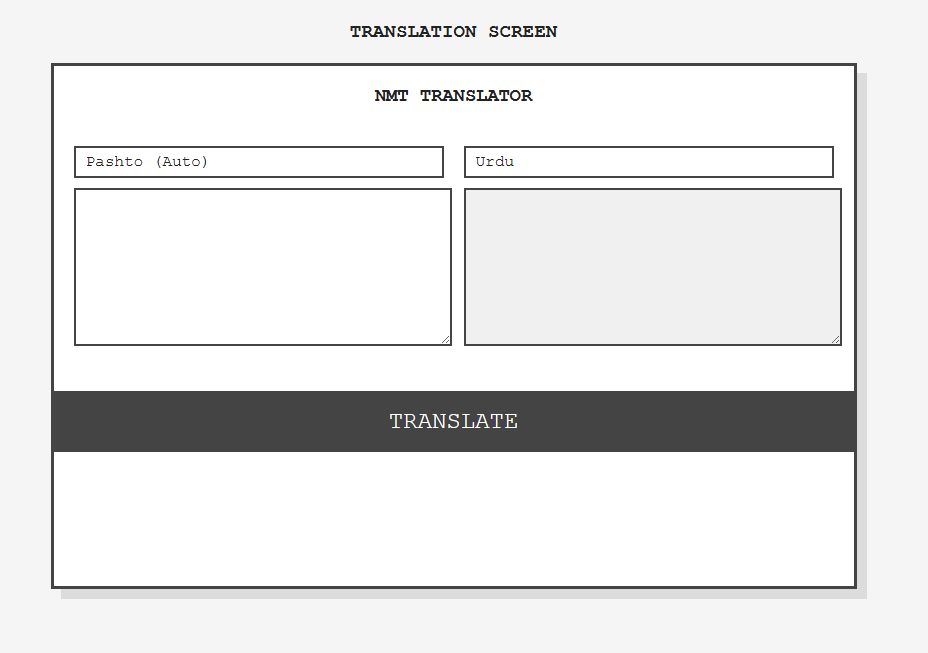 TRANSLATION SCREEN
NMT TRANSLATOR
Pashto (Auto)
Urdu
TRANSLATE